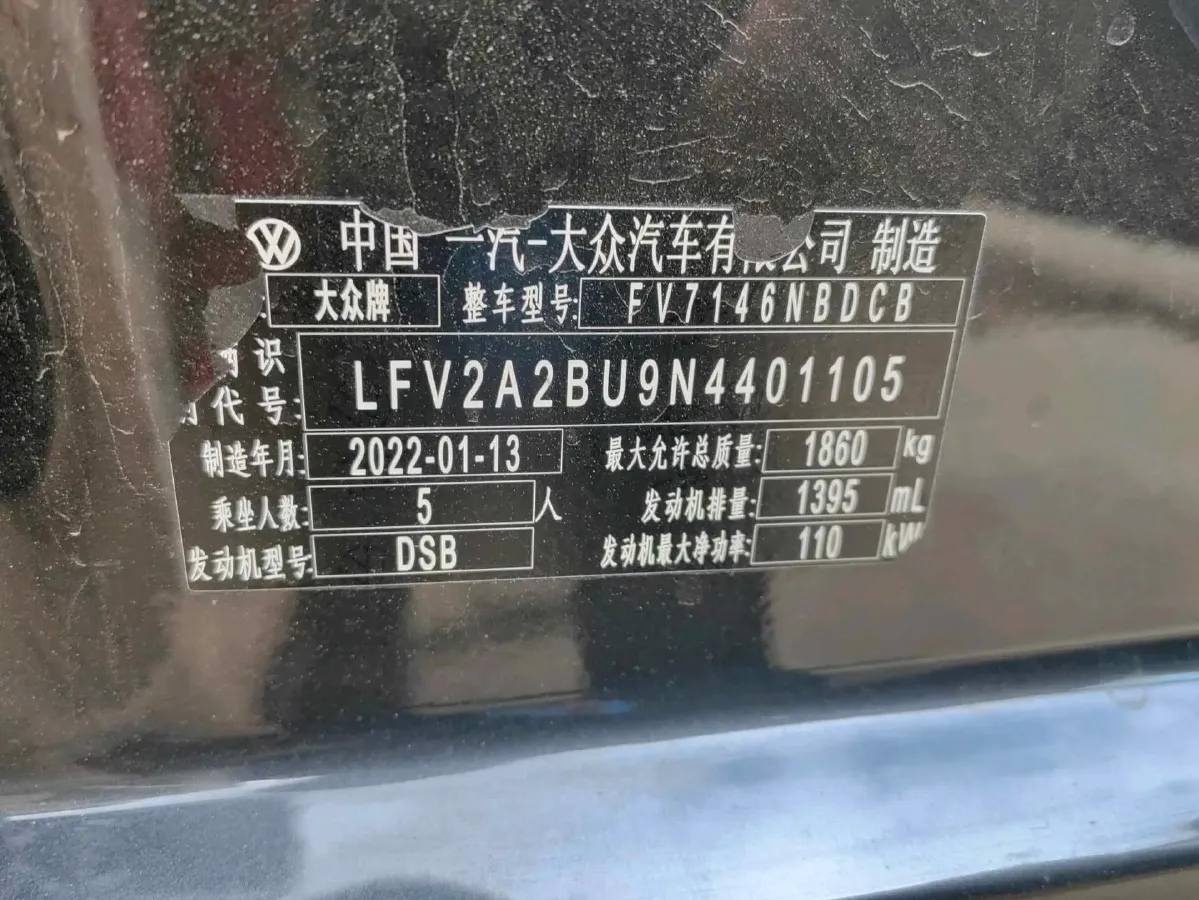 中国 一汽-大众汽车有限公司 制造
大众牌 整车型号: FV7146NBDCB
识
代号: LFV2A2BU9N4401105
制造年月: 2022-01-13 最大允许总质量: 1860 kg
乘坐人数: 5 人 发动机排量: 1395 mL
发动机型号: DSB 发动机最大净功率: 110 kW